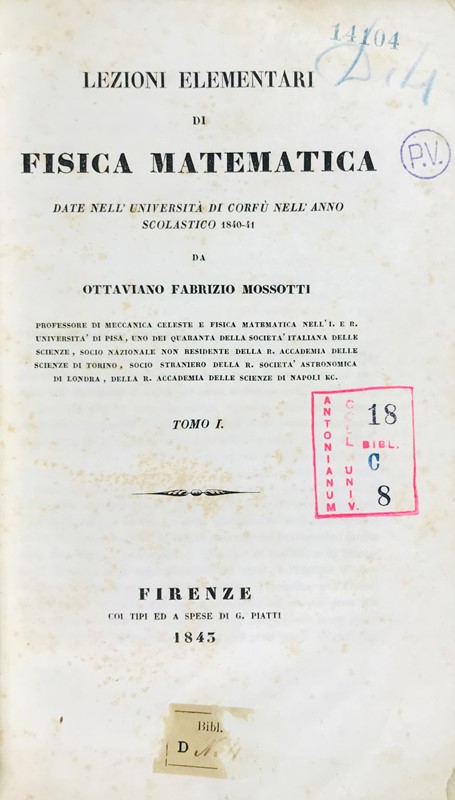 14104
D.4
LEZIONI ELEMENTARI
DI
FISICA MATEMATICA
P.V.
DATE NELL' UNIVERSITÀ DI CORFÙ NELL' ANNO
SCOLASTICO 1840-41
DA
OTTAVIANO FABRIZIO MOSSOTTI
PROFESSORE DI MECCANICA CELESTE E FISICA MATEMATICA NELL' I. E R.
UNIVERSITA' DI PISA, UNO DEI QUARANTA DELLA SOCIETA' ITALIANA DELLE
SCIENZE, SOCIO NAZIONALE NON RESIDENTE DELLA R. ACCADEMIA DELLE
SCIENZE DI TORINO, SOCIO STRANIERO DELLA R. SOCIETA' ASTRONOMICA
DI LONDRA, DELLA R. ACCADEMIA DELLE SCIENZE DI NAPOLI EC.
TOMO I.
ANTONIANUM
COLL. UNIV.
18
BIBL.
C
8
FIRENZE
COI TIPI ED A SPESE DI G. PIATTI
1843
Bibl.
D